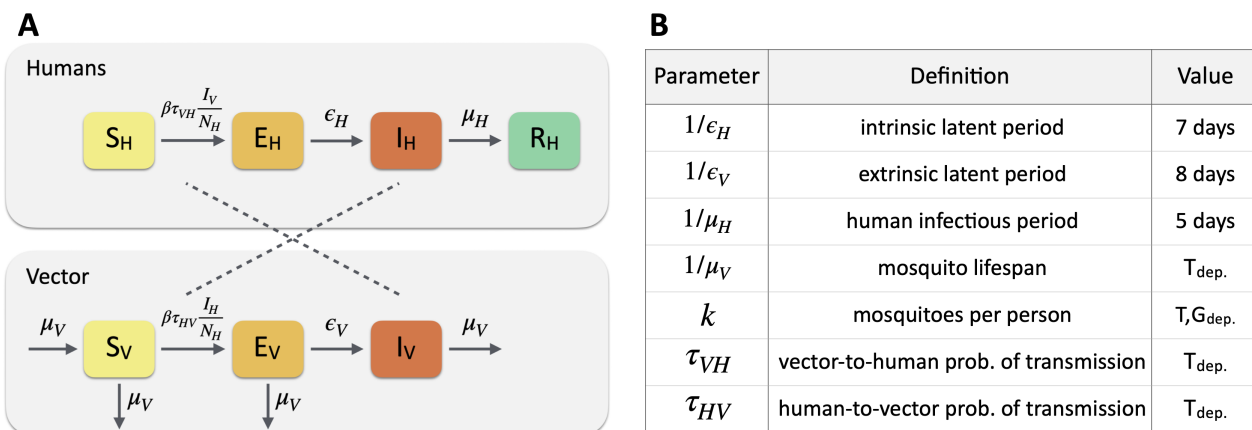 A
Humans
βτ_VH I_V/N_H
ϵ_H
μ_H
S_H
E_H
I_H
R_H
Vector
μ_V
βτ_HV I_H/N_H
ϵ_V
μ_V
S_V
E_V
I_V
μ_V
μ_V
B
Parameter Definition Value
1/ϵ_H intrinsic latent period 7 days
1/ϵ_V extrinsic latent period 8 days
1/μ_H human infectious period 5 days
1/μ_V mosquito lifespan T_dep.
k mosquitoes per person T,G_dep.
τ_VH vector-to-human prob. of transmission T_dep.
τ_HV human-to-vector prob. of transmission T_dep.